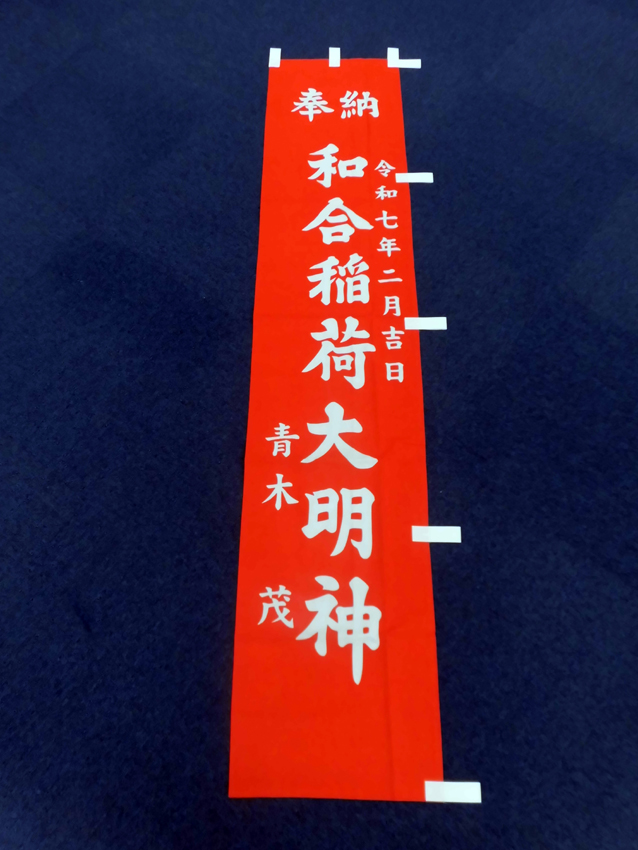 奉納
令和七年二月吉日
和合稲荷大明神
青木 茂